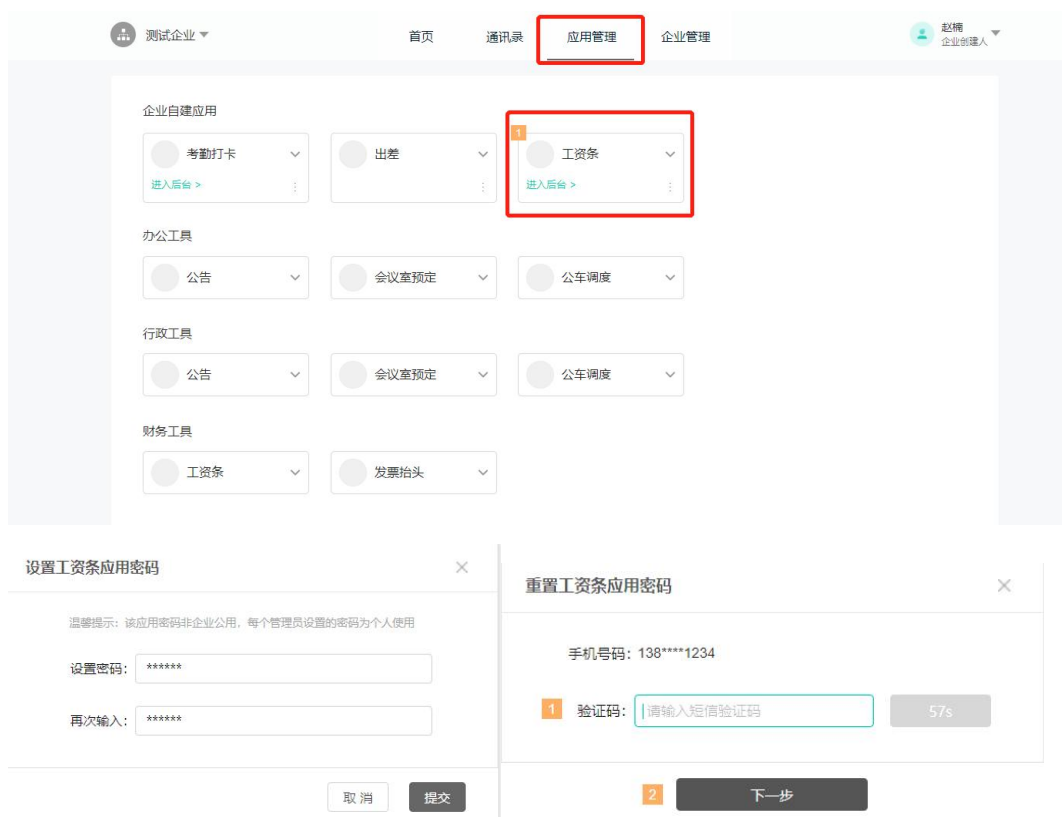 测试企业 首页 通讯录 应用管理 企业管理 赵楠
企业创建人
企业自建应用
1
考勤打卡 出差 工资条
进入后台 > 进入后台 >
办公工具
公告 会议室预定 公车调度
行政工具
公告 会议室预定 公车调度
财务工具
工资条 发票抬头
设置工资条应用密码
温馨提示：该应用密码非企业公用，每个管理员设置的密码为个人使用
设置密码： ******
再次输入： ******
取消 提交
重置工资条应用密码
手机号码：138****1234
1 验证码： 请输入短信验证码 57s
2 下一步